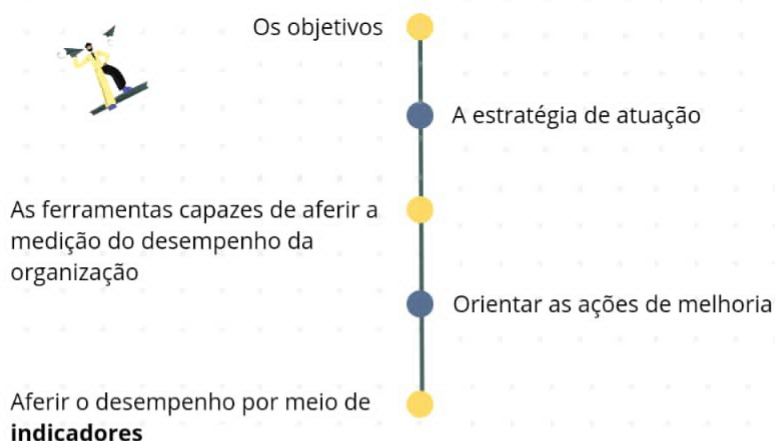 Os objetivos
A estratégia de atuação
As ferramentas capazes de aferir a
medição do desempenho da
organização
Orientar as ações de melhoria
Aferir o desempenho por meio de
indicadores